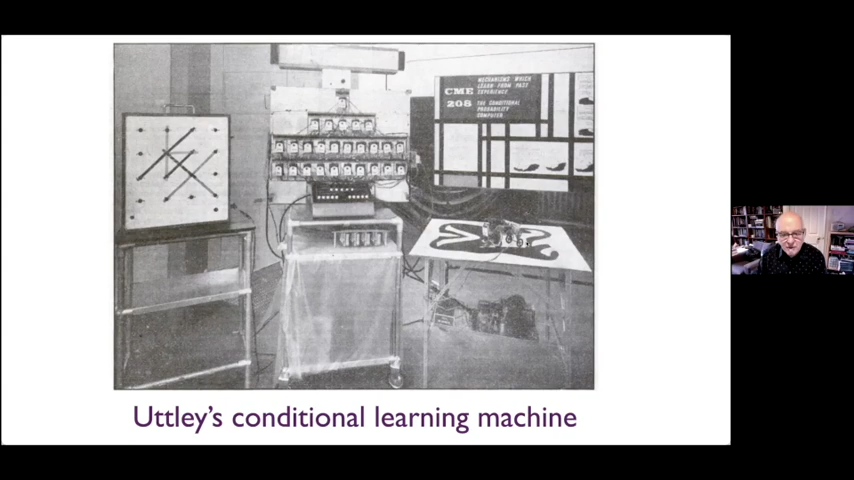 CME
208
MECHANISMS WHICH
LEARN FROM PAST
EXPERIENCE
THE CONDITIONAL
PROBABILITY
COMPUTER
Uttley's conditional learning machine